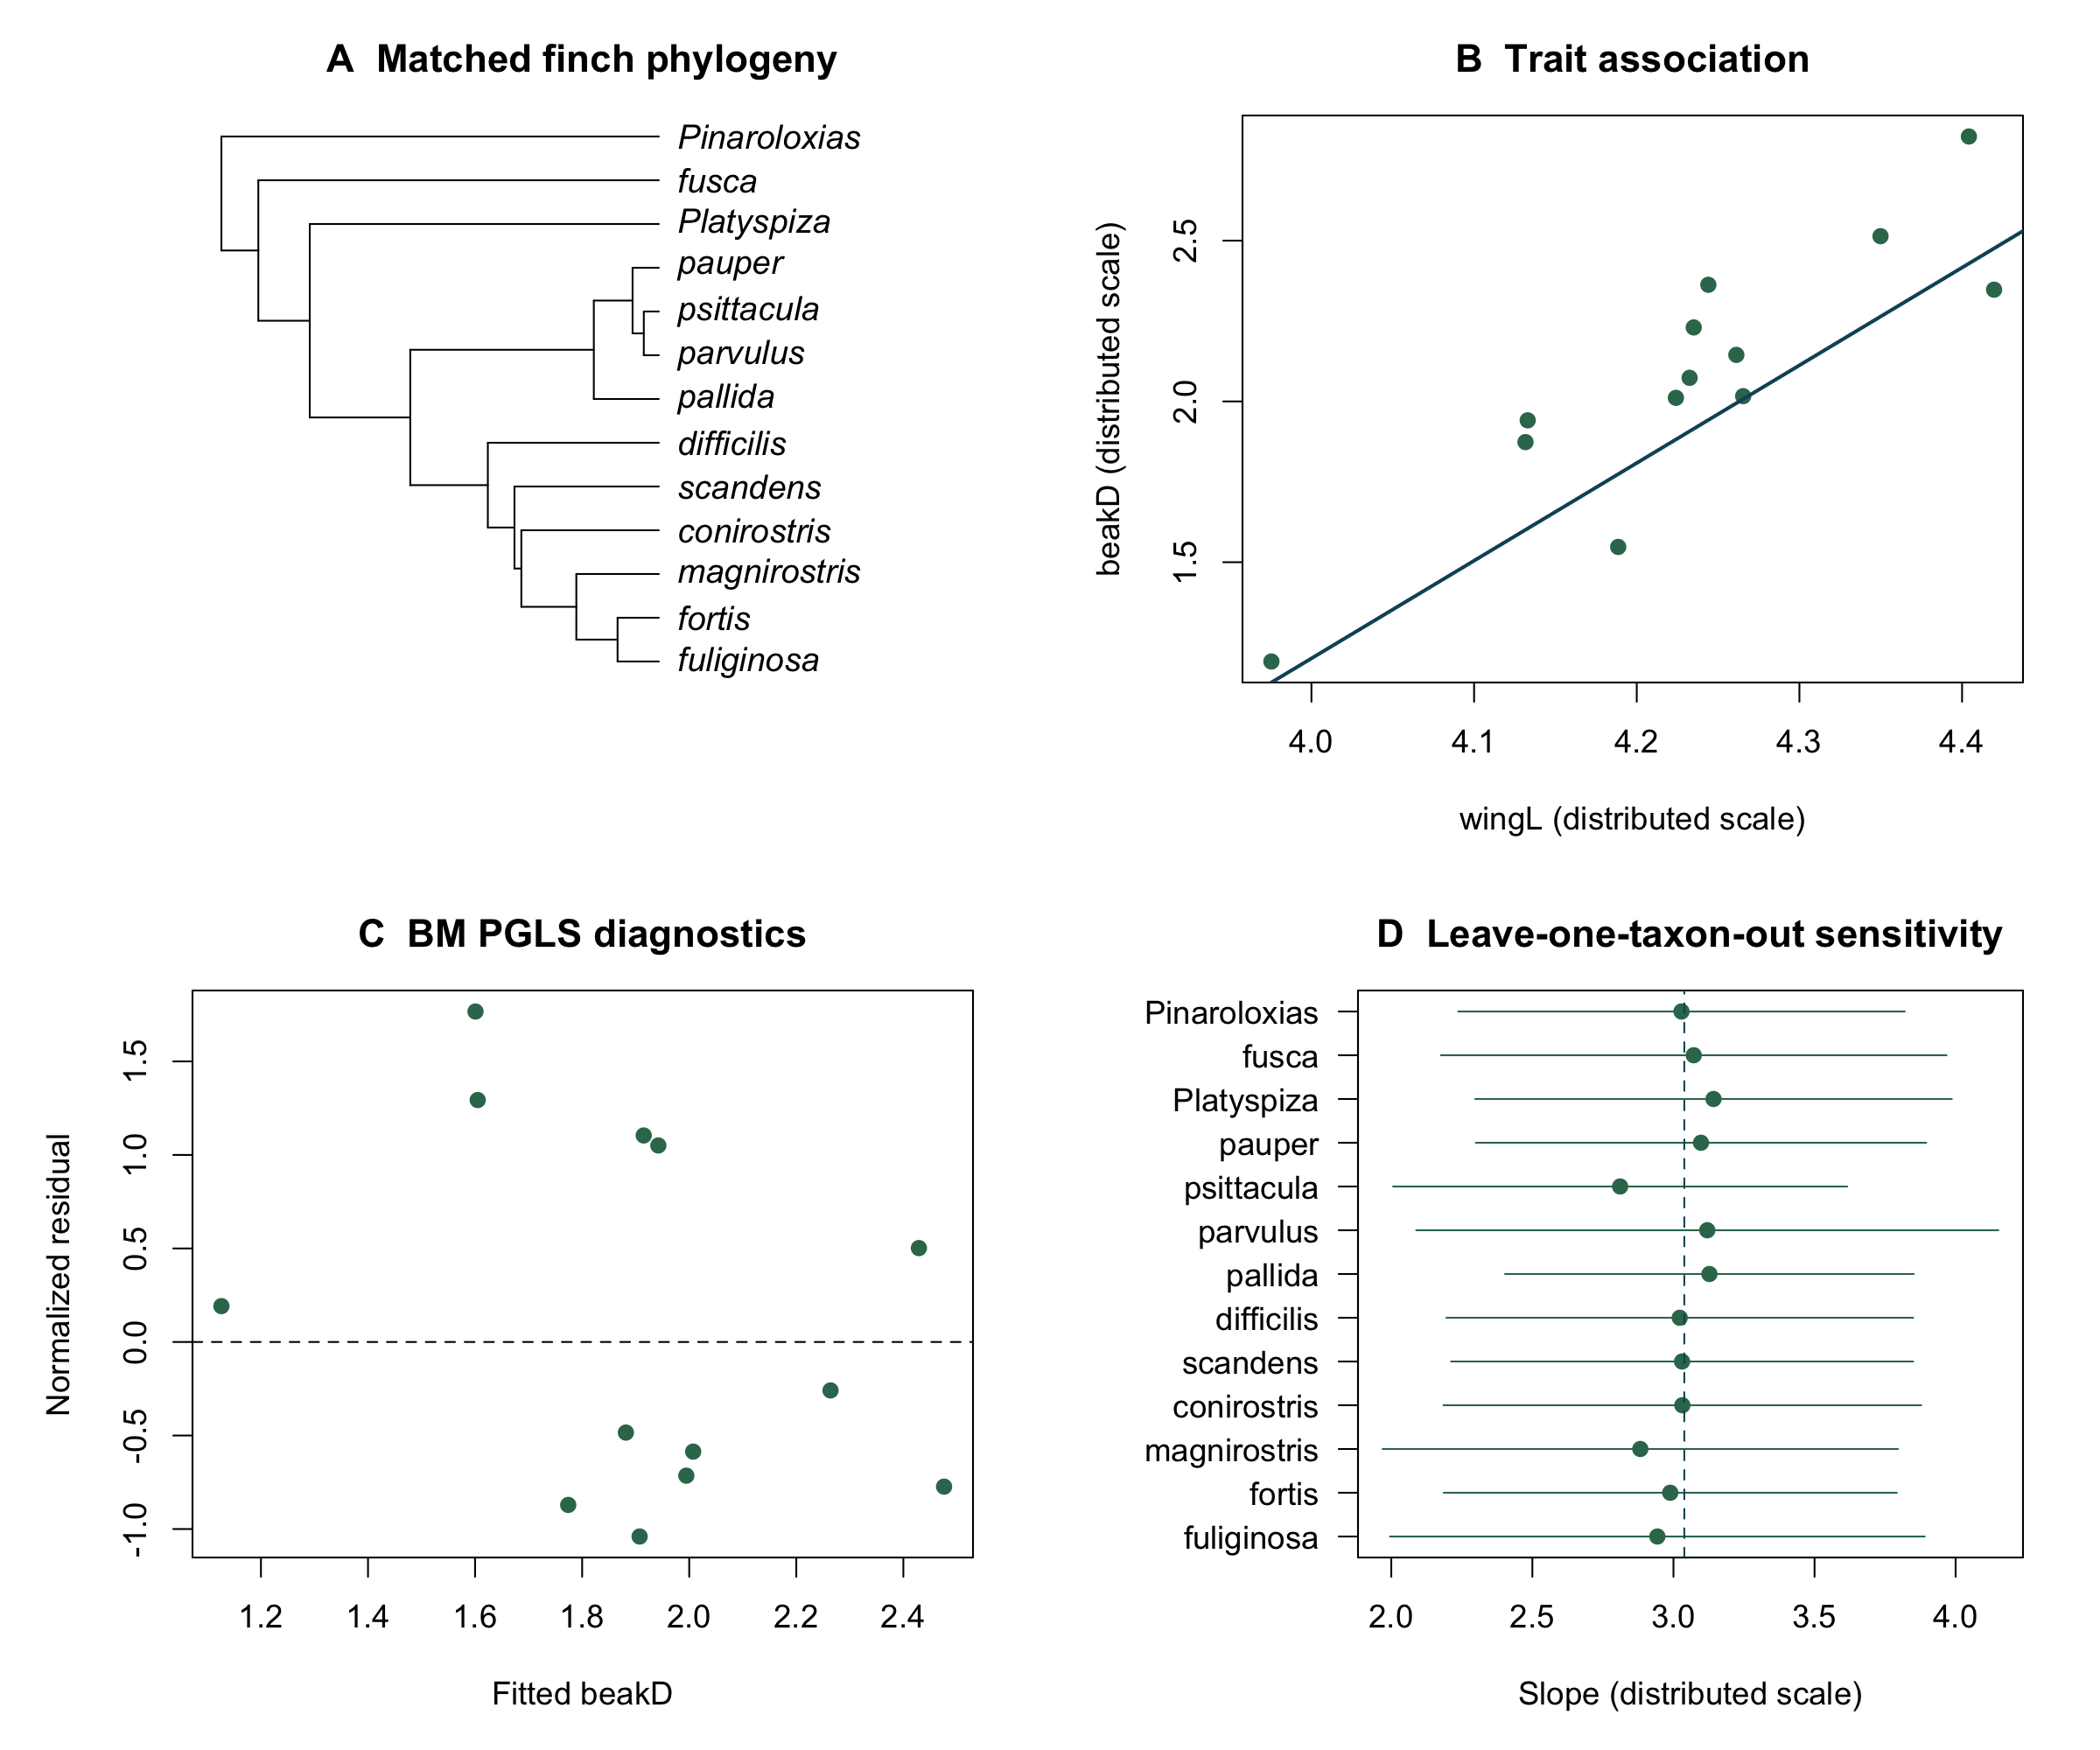 A Matched finch phylogeny
Pinaroloxias
fusca
Platyspiza
pauper
psittacula
parvulus
pallida
difficilis
scandens
conirostris
magnirostris
fortis
fuliginosa
B Trait association
beakD (distributed scale)
2.5
2.0
1.5
4.0 4.1 4.2 4.3 4.4
wingL (distributed scale)
C BM PGLS diagnostics
Normalized residual
1.5
1.0
0.5
0.0
-0.5
-1.0
1.2 1.4 1.6 1.8 2.0 2.2 2.4
Fitted beakD
D Leave-one-taxon-out sensitivity
Pinaroloxias
fusca
Platyspiza
pauper
psittacula
parvulus
pallida
difficilis
scandens
conirostris
magnirostris
fortis
fuliginosa
2.0 2.5 3.0 3.5 4.0
Slope (distributed scale)